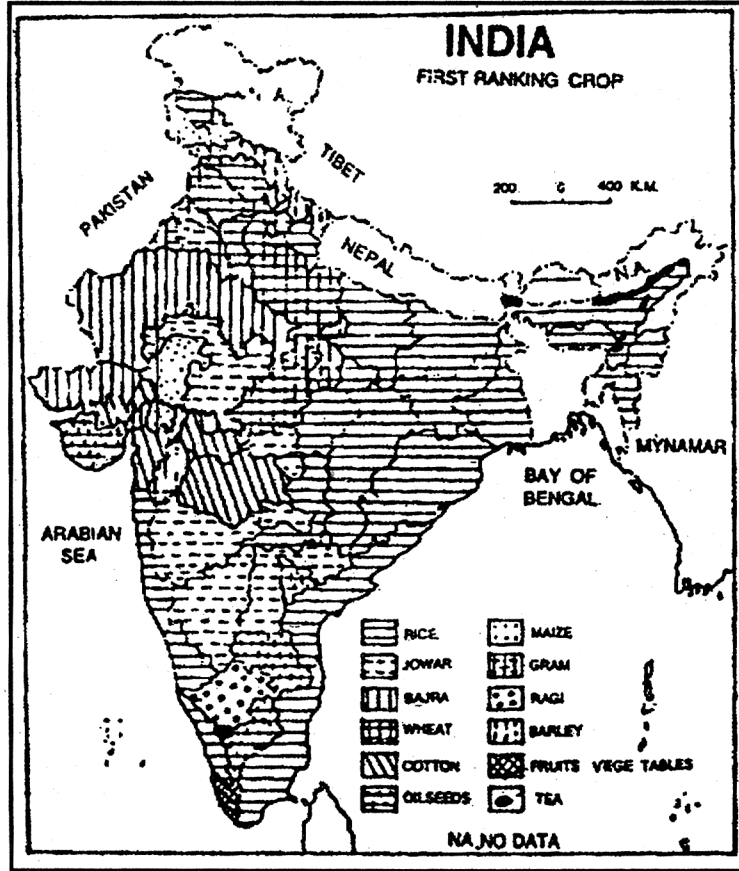 INDIA
FIRST RANKING CROP
N.A.
TIBET
PAKISTAN
200 0 400 K.M.
NEPAL
N.A.
MYNAMAR
BAY OF
BENGAL
ARABIAN
SEA
RICE
JOWAR
BAJRA
WHEAT
COTTON
OILSEEDS
MAIZE
GRAM
RAGI
BARLEY
FRUITS VEGE TABLES
TEA
NA,NO DATA